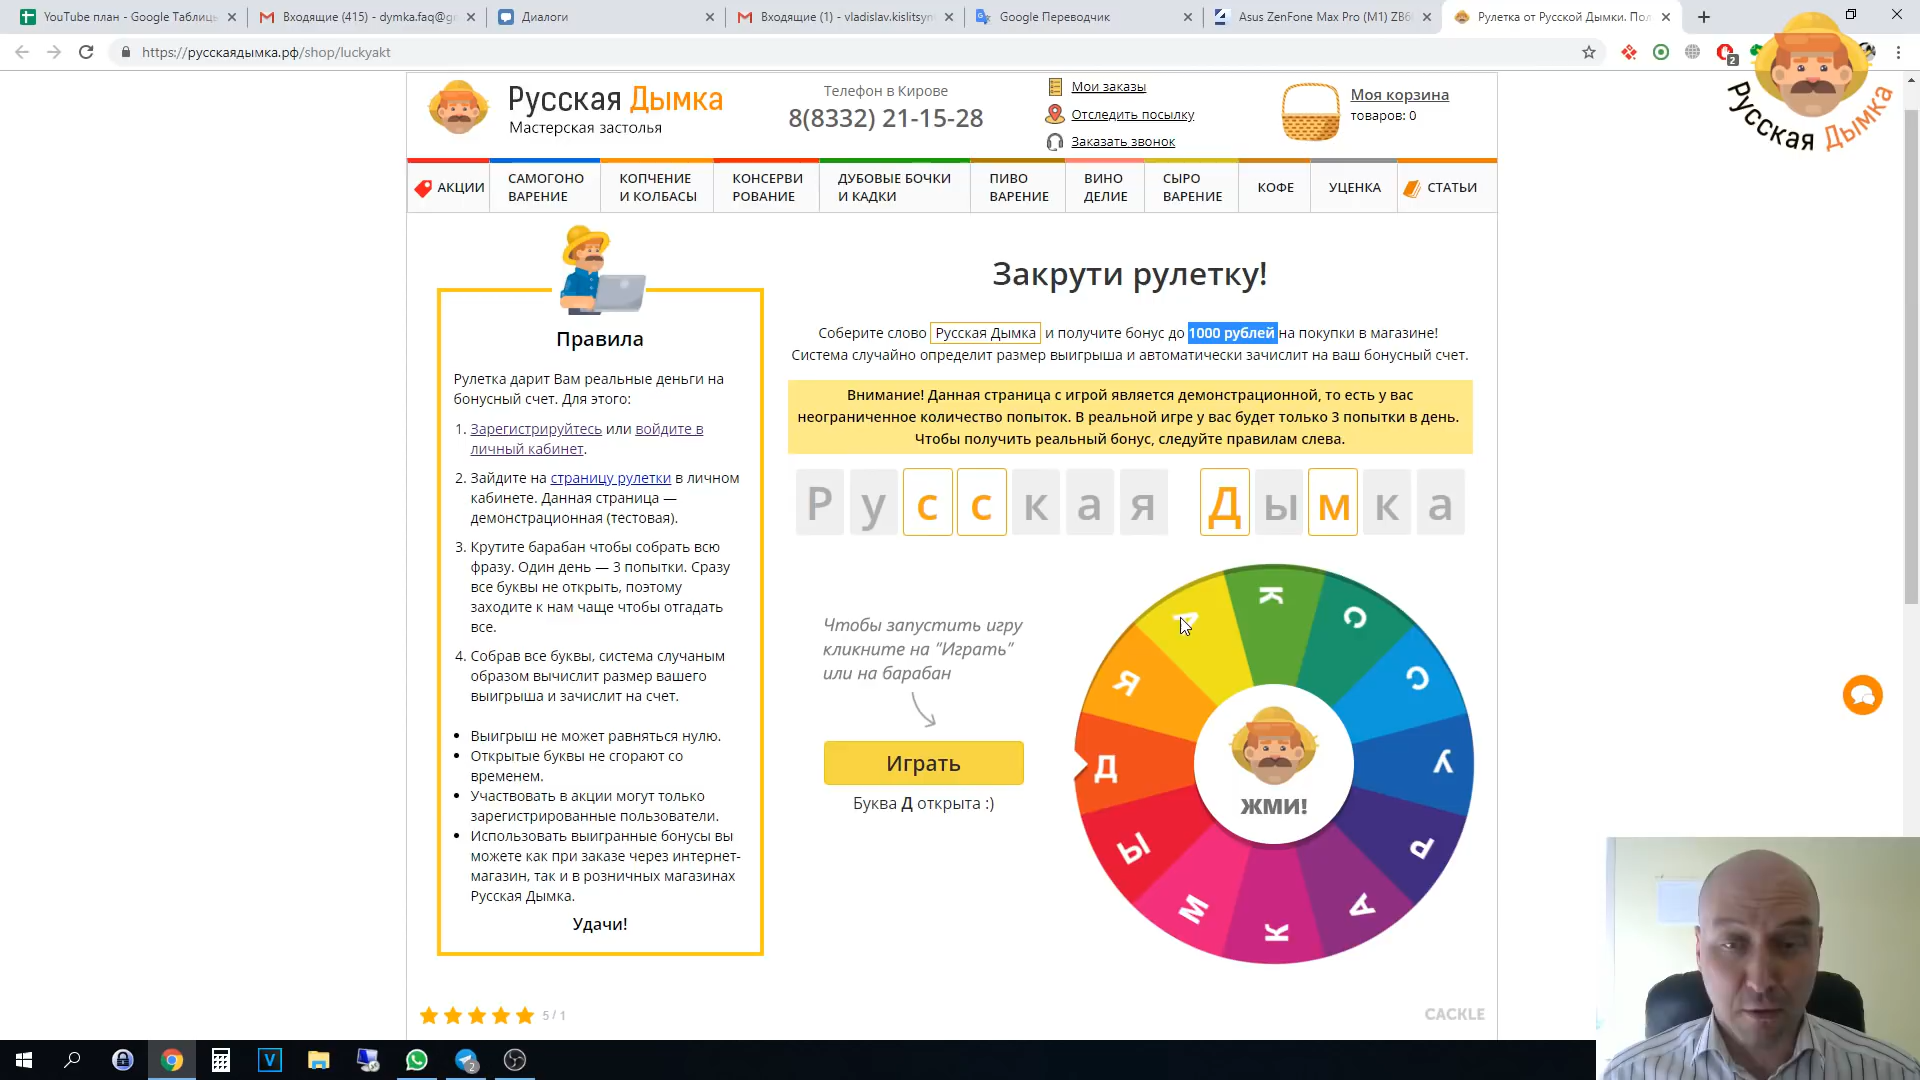 YouTube план - Google Таблиць
Входящие (415) - dymka.faq@gm
Диалоги
Входящие (1) - vladislav.kislitsyn
Google Переводчик
Asus ZenFone Max Pro (M1) ZB6
Рулетка от Русской Дымки. Пол
https://русскаядымка.рф/shop/luckyakt
2
Русская Дымка
Русская Дымка
Мастерская застолья
Телефон в Кирове
8(8332) 21-15-28
Мои заказы
Отследить посылку
Заказать звонок
Моя корзина
товаров: 0
АКЦИИ
САМОГОНО
ВАРЕНИЕ
КОПЧЕНИЕ
И КОЛБАСЫ
КОНСЕРВИ
РОВАНИЕ
ДУБОВЫЕ БОЧКИ
И КАДКИ
ПИВО
ВАРЕНИЕ
ВИНО
ДЕЛИЕ
СЫРО
ВАРЕНИЕ
КОФЕ
УЦЕНКА
СТАТЬИ
Правила
Рулетка дарит Вам реальные деньги на
бонусный счет. Для этого:
1. Зарегистрируйтесь или войдите в
личный кабинет.
2. Зайдите на страницу рулетки в личном
кабинете. Данная страница —
демонстрационная (тестовая).
3. Крутите барабан чтобы собрать всю
фразу. Один день — 3 попытки. Сразу
все буквы не открыть, поэтому
заходите к нам чаще чтобы отгадать
все.
4. Собрав все буквы, система случаным
образом вычислит размер вашего
выигрыша и зачислит на счет.
• Выигрыш не может равняться нулю.
• Открытые буквы не сгорают со
временем.
• Участвовать в акции могут только
зарегистрированные пользователи.
• Использовать выигранные бонусы вы
можете как при заказе через интернет-
магазин, так и в розничных магазинах
Русская Дымка.
Удачи!
Закрути рулетку!
Соберите слово Русская Дымка и получите бонус до 1000 рублей на покупки в магазине!
Система случайно определит размер выигрыша и автоматически зачислит на ваш бонусный счет.
Внимание! Данная страница с игрой является демонстрационной, то есть у вас
неограниченное количество попыток. В реальной игре у вас будет только 3 попытки в день.
Чтобы получить реальный бонус, следуйте правилам слева.
Русская Дымка
Чтобы запустить игру
кликните на "Играть"
или на барабан
Играть
Буква Д открыта :)
К
С
С
У
Р
А
К
М
Ы
Д
Я
А
ЖМИ!
5 / 1
CACKLE
V
2